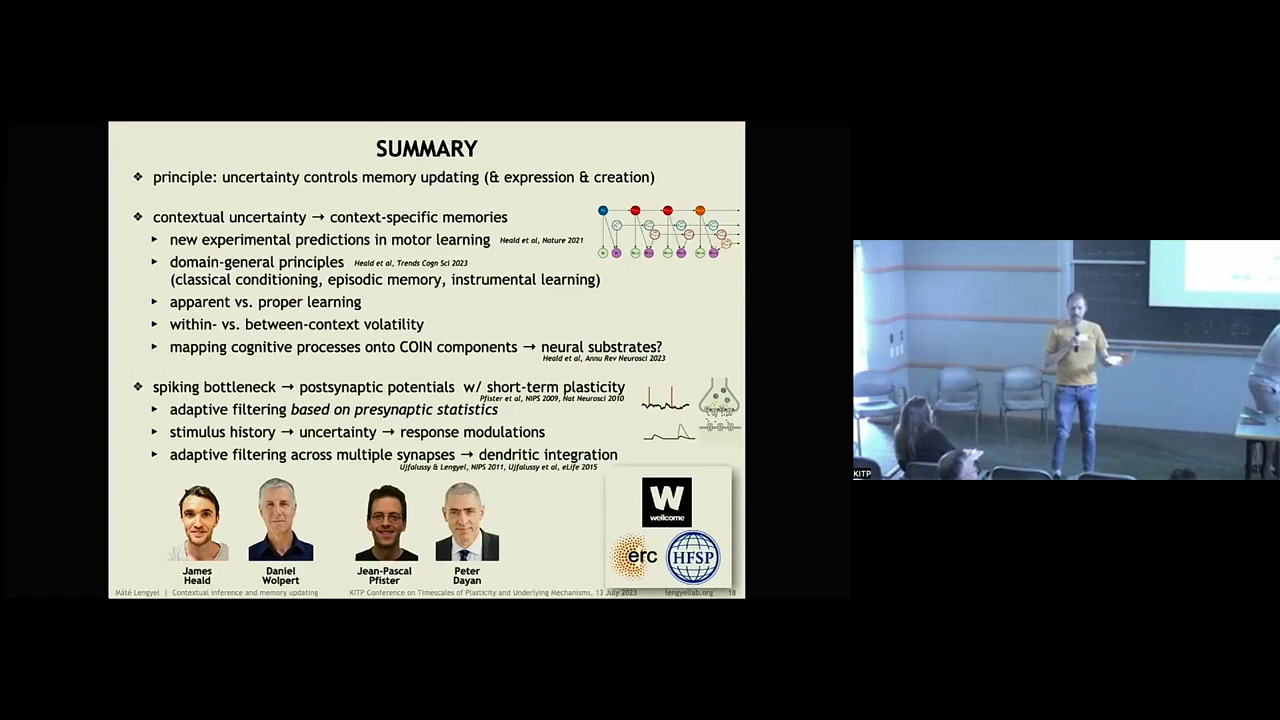 SUMMARY
❖ principle: uncertainty controls memory updating (& expression & creation)
❖ contextual uncertainty → context-specific memories
‣ new experimental predictions in motor learning Heald et al, Nature 2021
‣ domain-general principles Heald et al, Trends Cogn Sci 2023
(classical conditioning, episodic memory, instrumental learning)
‣ apparent vs. proper learning
‣ within- vs. between-context volatility
‣ mapping cognitive processes onto COIN components → neural substrates?
Heald et al, Annu Rev Neurosci 2023
❖ spiking bottleneck → postsynaptic potentials w/ short-term plasticity
Pfister et al, NIPS 2009, Nat Neurosci 2010
‣ adaptive filtering based on presynaptic statistics
‣ stimulus history → uncertainty → response modulations
‣ adaptive filtering across multiple synapses → dendritic integration
Ujfalussy & Lengyel, NIPS 2011, Ujfalussy et al, eLife 2015
James Heald
Daniel Wolpert
Jean-Pascal Pfister
Peter Dayan
W
wellcome
erc
HFSP
Máté Lengyel | Contextual inference and memory updating
KITP Conference on Timescales of Plasticity and Underlying Mechanisms, 13 July 2023
lengyellab.org
18
KITP